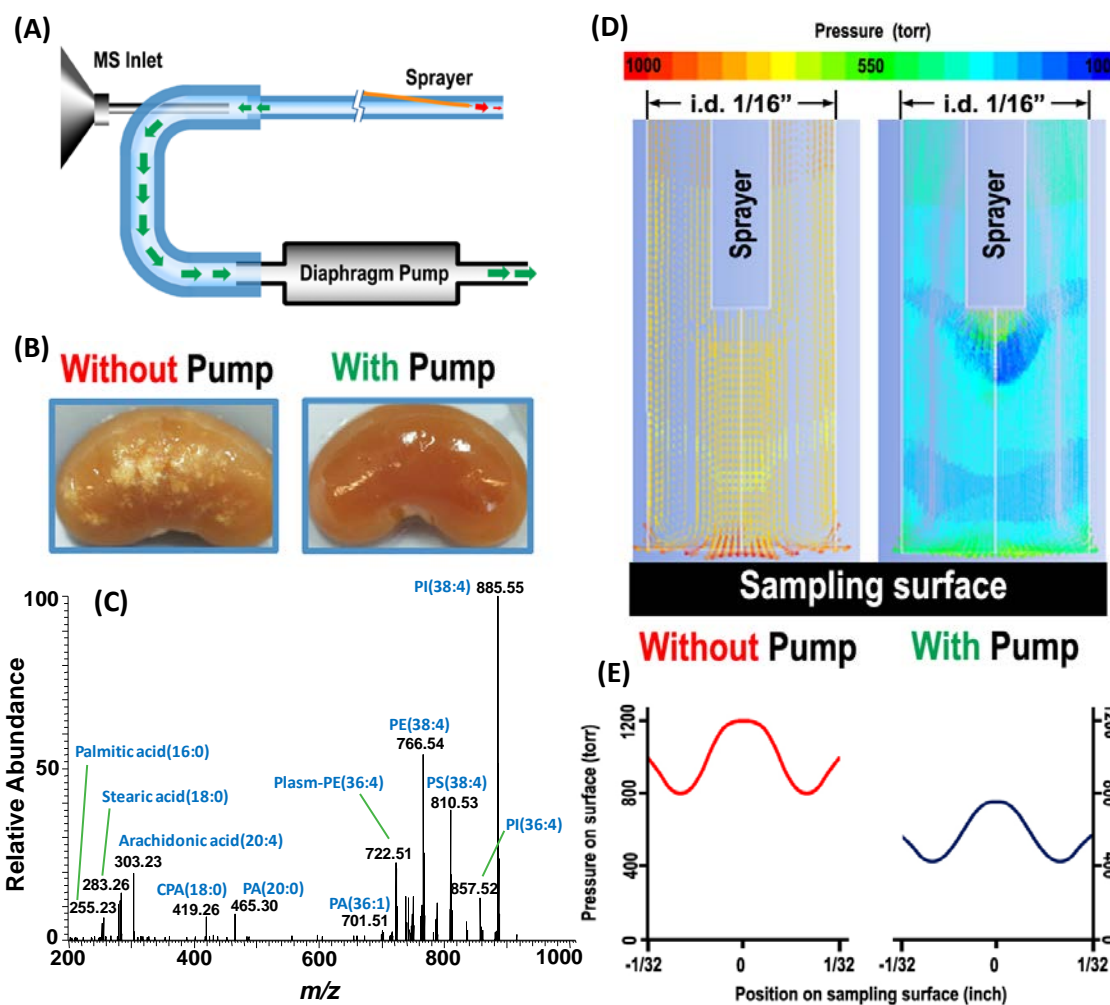 (A)
MS Inlet
Sprayer
Diaphragm Pump
(B)
Without Pump
With Pump
(C)
Relative Abundance
100
50
0
200
400
600
800
1000
m/z
Palmitic acid(16:0)
255.23
Stearic acid(18:0)
283.26
Arachidonic acid(20:4)
303.23
CPA(18:0)
419.26
PA(20:0)
465.30
PA(36:1)
701.51
Plasm-PE(36:4)
722.51
PE(38:4)
766.54
PS(38:4)
810.53
PI(36:4)
857.52
PI(38:4)
885.55
(D)
Pressure (torr)
1000
550
100
i.d. 1/16”
i.d. 1/16”
Sprayer
Sprayer
Sampling surface
Without Pump
With Pump
(E)
Pressure on surface (torr)
1200
800
400
0
-1/32
0
1/32
-1/32
0
1/32
Position on sampling surface (inch)